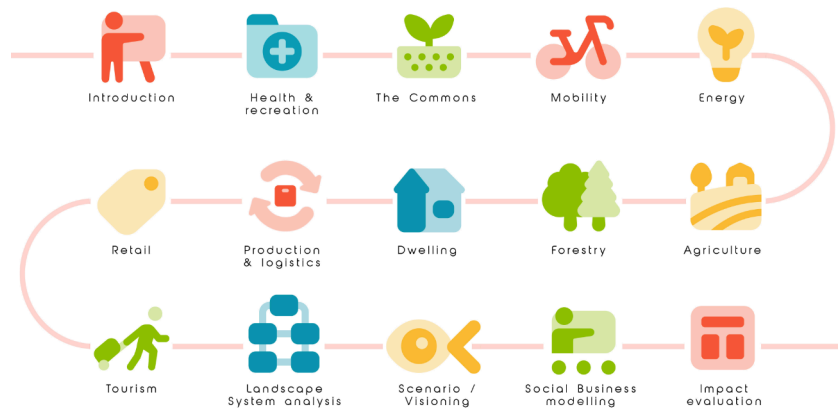 Introduction
Health &
recreation
The Commons
Mobility
Energy
Retail
Production
& logistics
Dwelling
Forestry
Agriculture
Tourism
Landscape
System analysis
Scenario /
Visioning
Social Business
modelling
Impact
evaluation